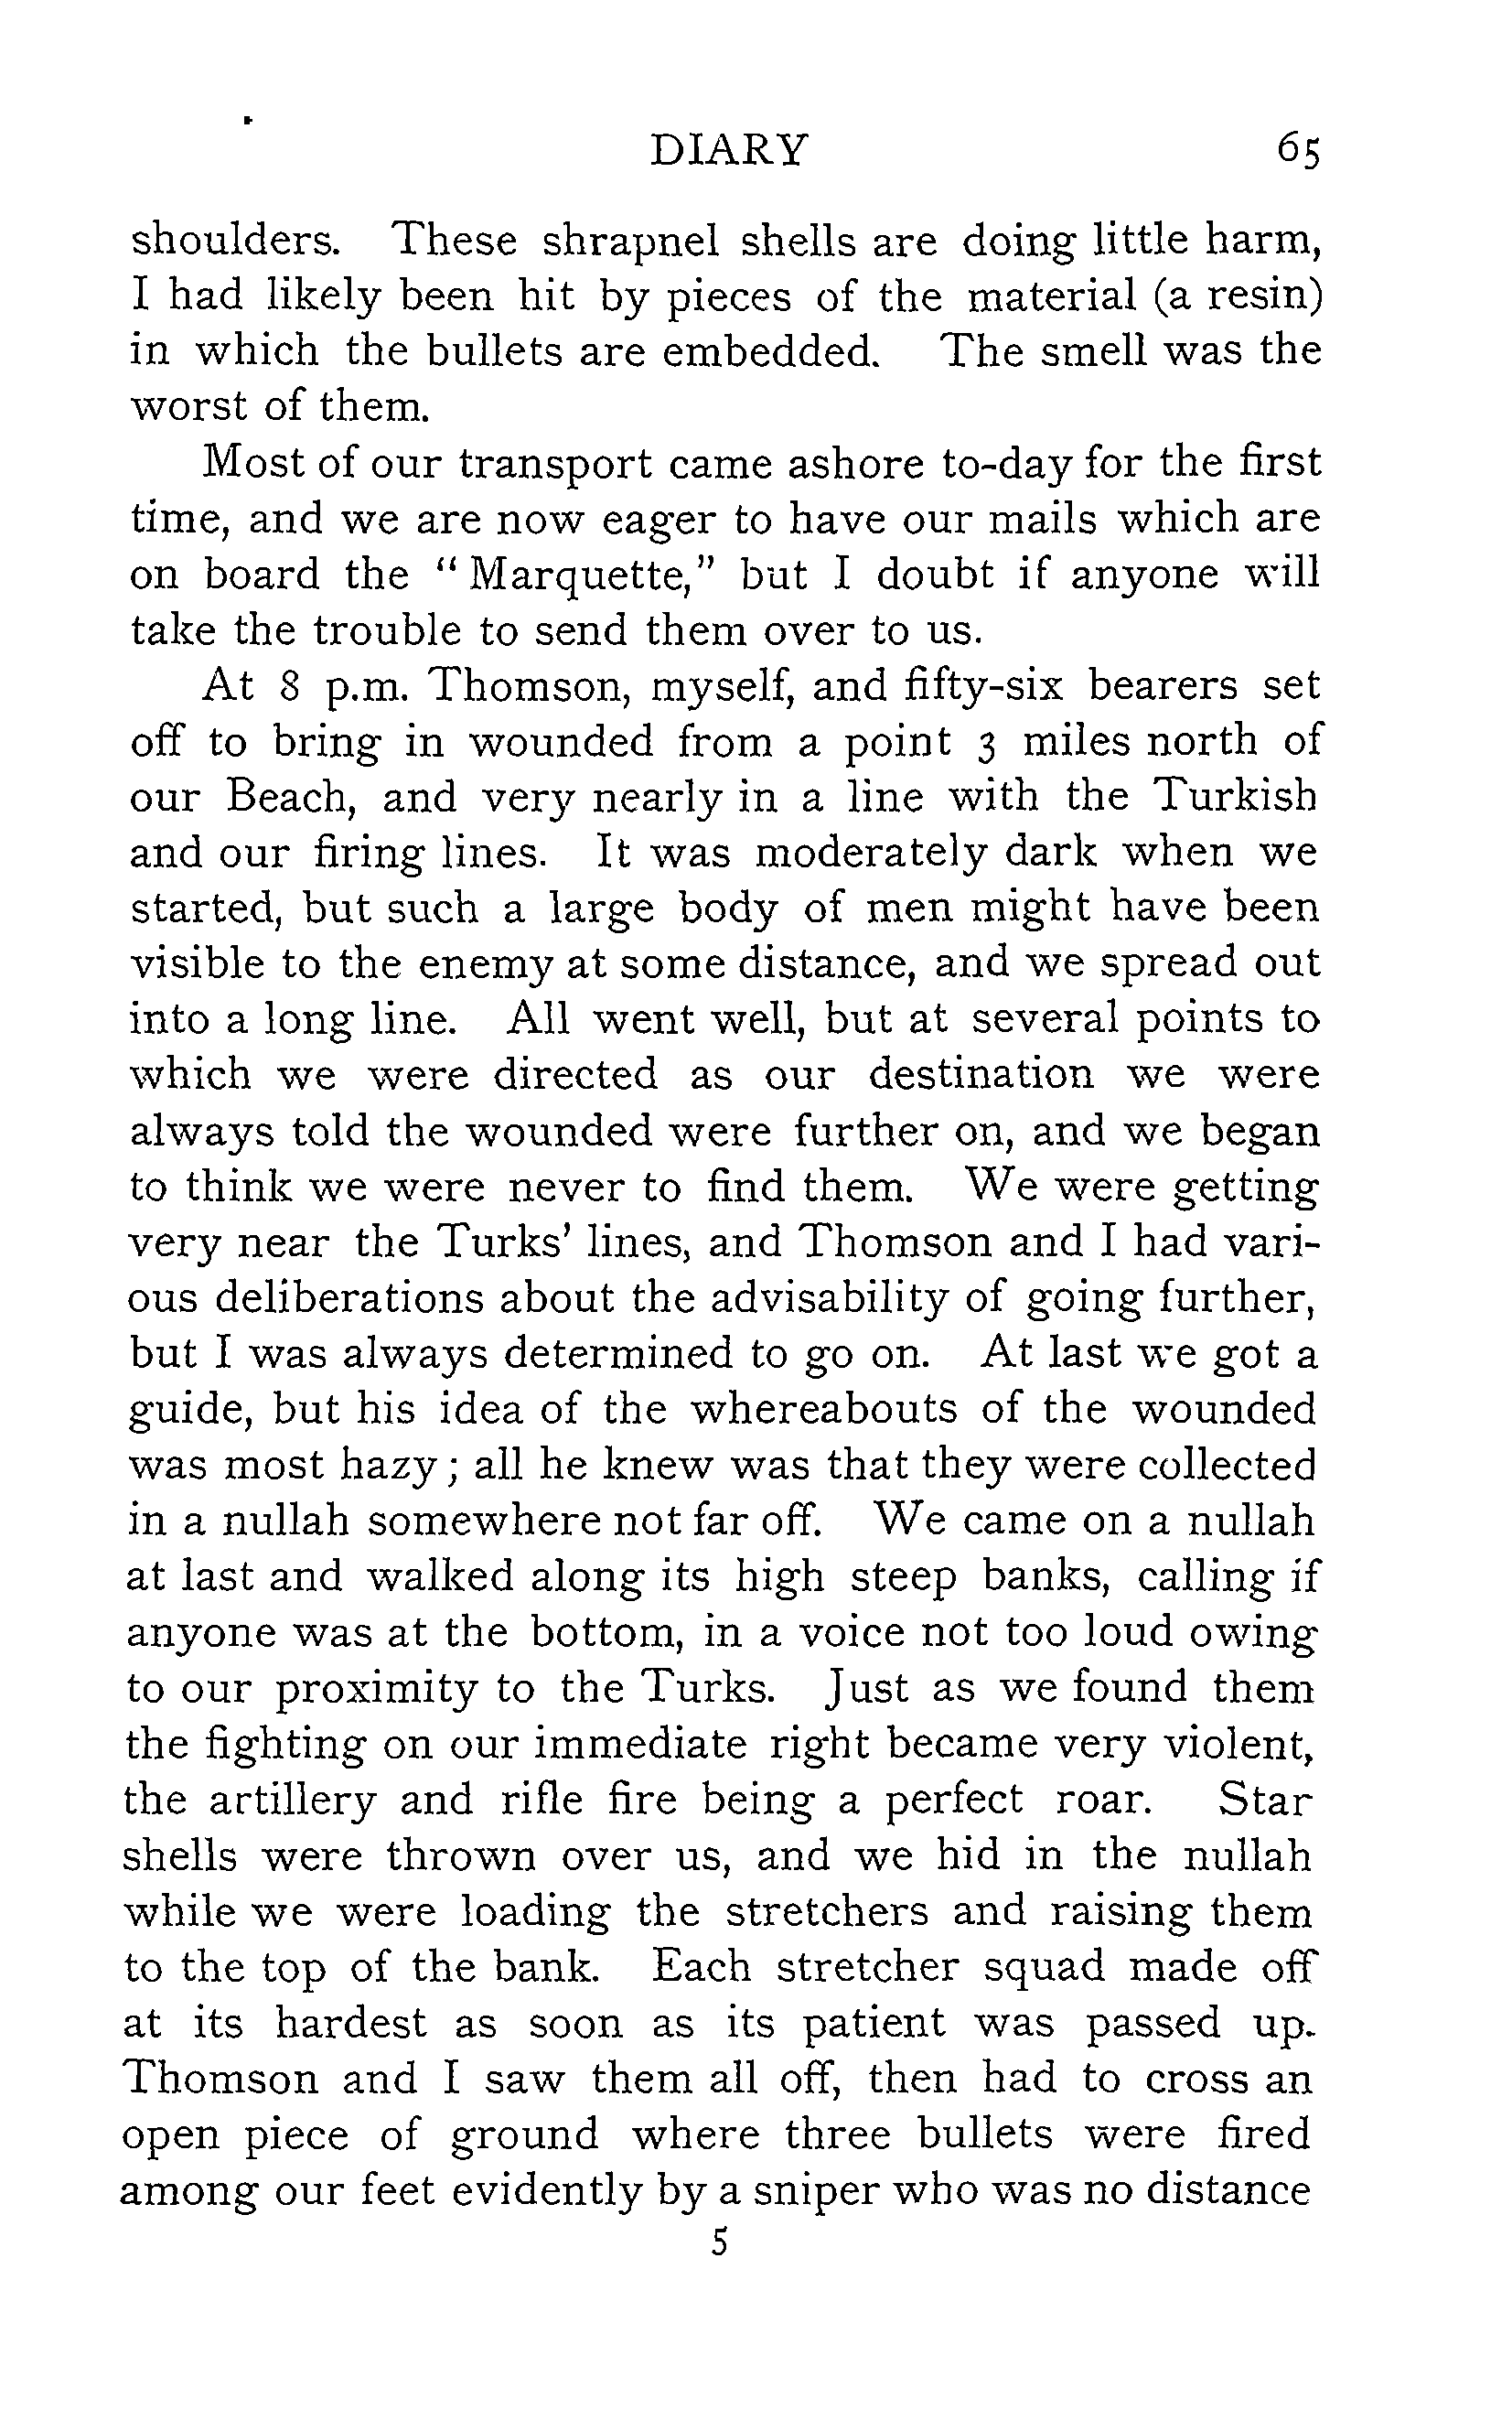 DIARY 65
shoulders. These shrapnel shells are doing little harm,
I had likely been hit by pieces of the material (a resin)
in which the bullets are embedded. The smell was the
worst of them.
Most of our transport came ashore to-day for the first
time, and we are now eager to have our mails which are
on board the “Marquette,” but I doubt if anyone will
take the trouble to send them over to us.
At 8 p.m. Thomson, myself, and fifty-six bearers set
off to bring in wounded from a point 3 miles north of
our Beach, and very nearly in a line with the Turkish
and our firing lines. It was moderately dark when we
started, but such a large body of men might have been
visible to the enemy at some distance, and we spread out
into a long line. All went well, but at several points to
which we were directed as our destination we were
always told the wounded were further on, and we began
to think we were never to find them. We were getting
very near the Turks’ lines, and Thomson and I had vari-
ous deliberations about the advisability of going further,
but I was always determined to go on. At last we got a
guide, but his idea of the whereabouts of the wounded
was most hazy; all he knew was that they were collected
in a nullah somewhere not far off. We came on a nullah
at last and walked along its high steep banks, calling if
anyone was at the bottom, in a voice not too loud owing
to our proximity to the Turks. Just as we found them
the fighting on our immediate right became very violent,
the artillery and rifle fire being a perfect roar. Star
shells were thrown over us, and we hid in the nullah
while we were loading the stretchers and raising them
to the top of the bank. Each stretcher squad made off
at its hardest as soon as its patient was passed up.
Thomson and I saw them all off, then had to cross an
open piece of ground where three bullets were fired
among our feet evidently by a sniper who was no distance
5